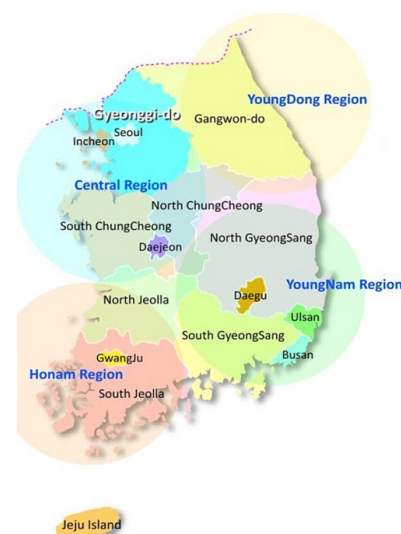 YoungDong Region
Gyeonggi-do
Gangwon-do
Seoul
Incheon
Central Region
North ChungCheong
South ChungCheong
North GyeongSang
Daejeon
YoungNam Region
North Jeolla
Daegu
Ulsan
South GyeongSang
GwangJu
Busan
Honam Region
South Jeolla
Jeju Island